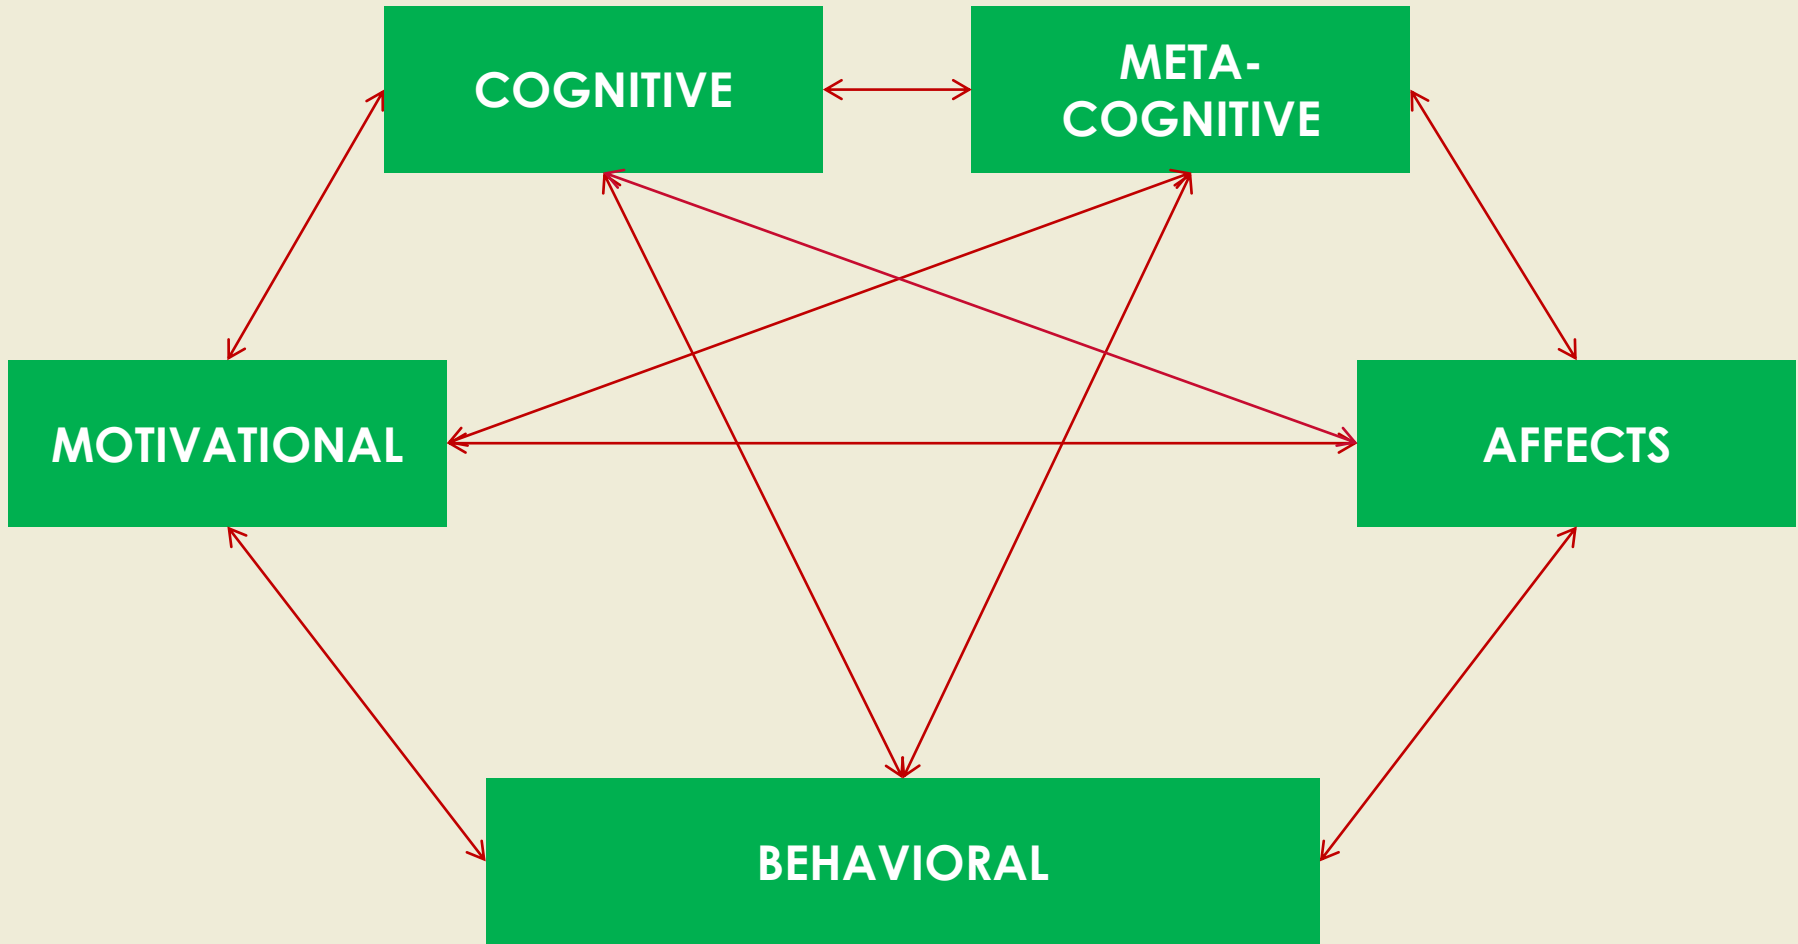 COGNITIVE
META-
COGNITIVE
MOTIVATIONAL
AFFECTS
BEHAVIORAL